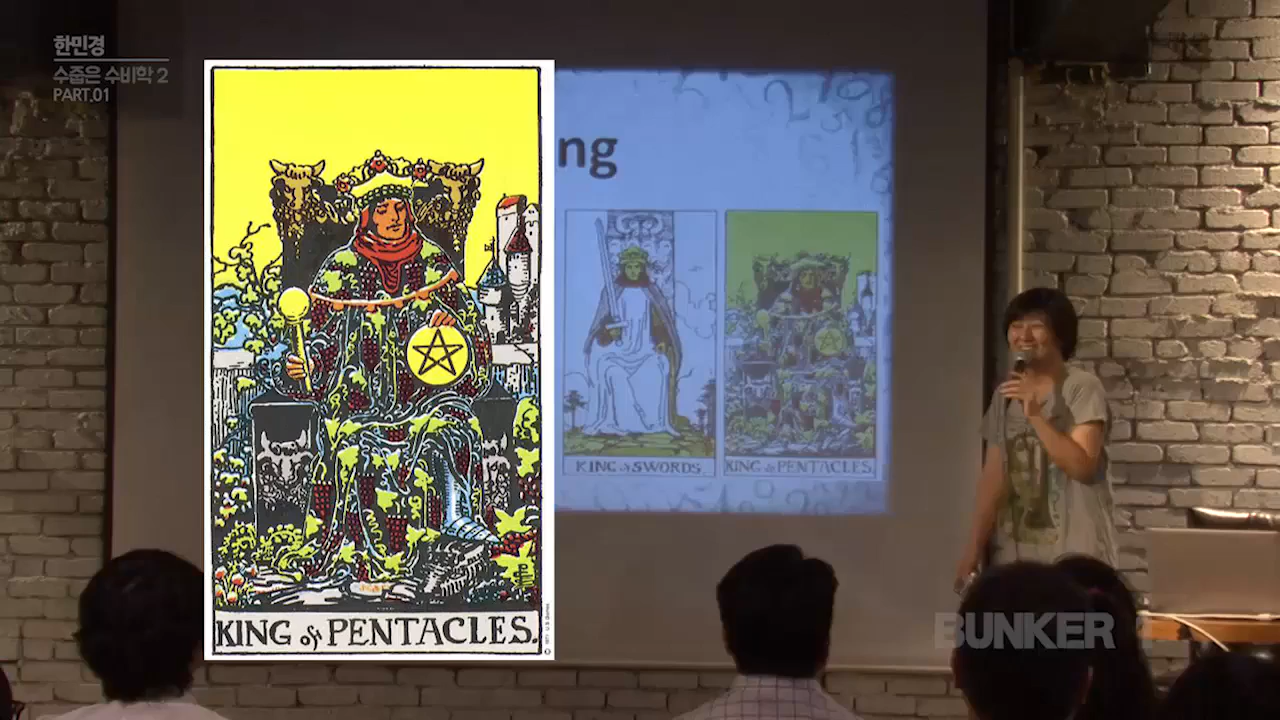 한민경
수줍은 수비학 2
PART.01
ng
KING of SWORDS.
KING of PENTACLES.
KING of PENTACLES.
BUNKER 1